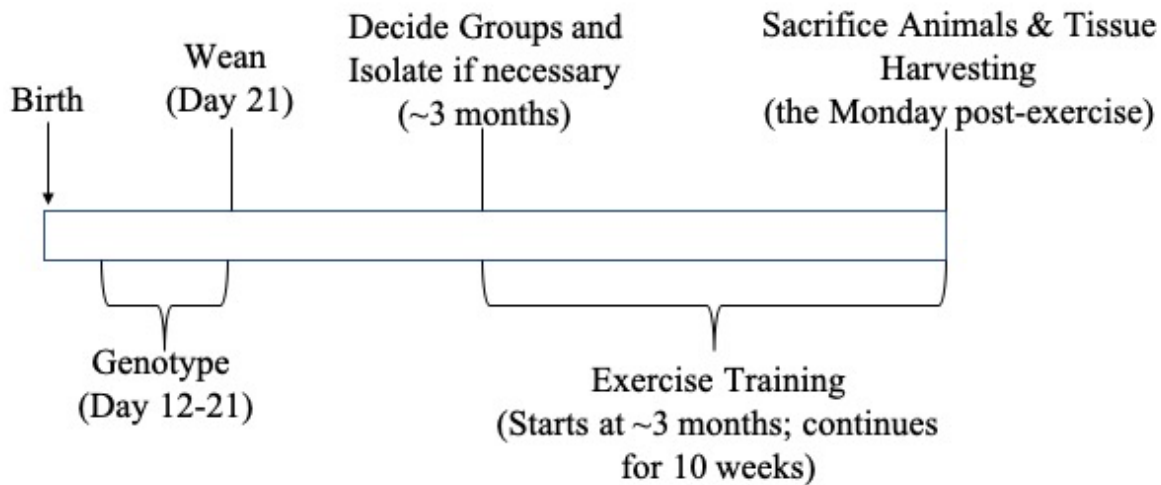 Birth
Wean
(Day 21)
Decide Groups and
Isolate if necessary
(~3 months)
Sacrifice Animals & Tissue
Harvesting
(the Monday post-exercise)
Genotype
(Day 12-21)
Exercise Training
(Starts at ~3 months; continues
for 10 weeks)